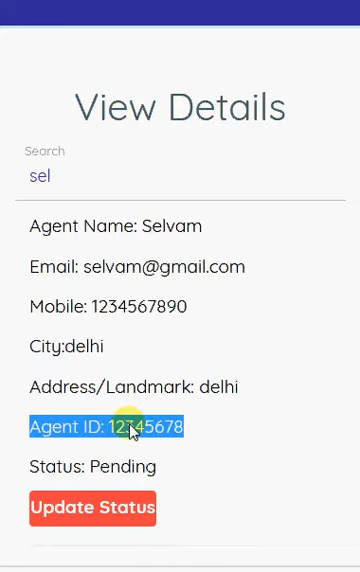 View Details
Search
sel
Agent Name: Selvam
Email: selvam@gmail.com
Mobile: 1234567890
City:delhi
Address/Landmark: delhi
Agent ID: 12345678
Status: Pending
Update Status